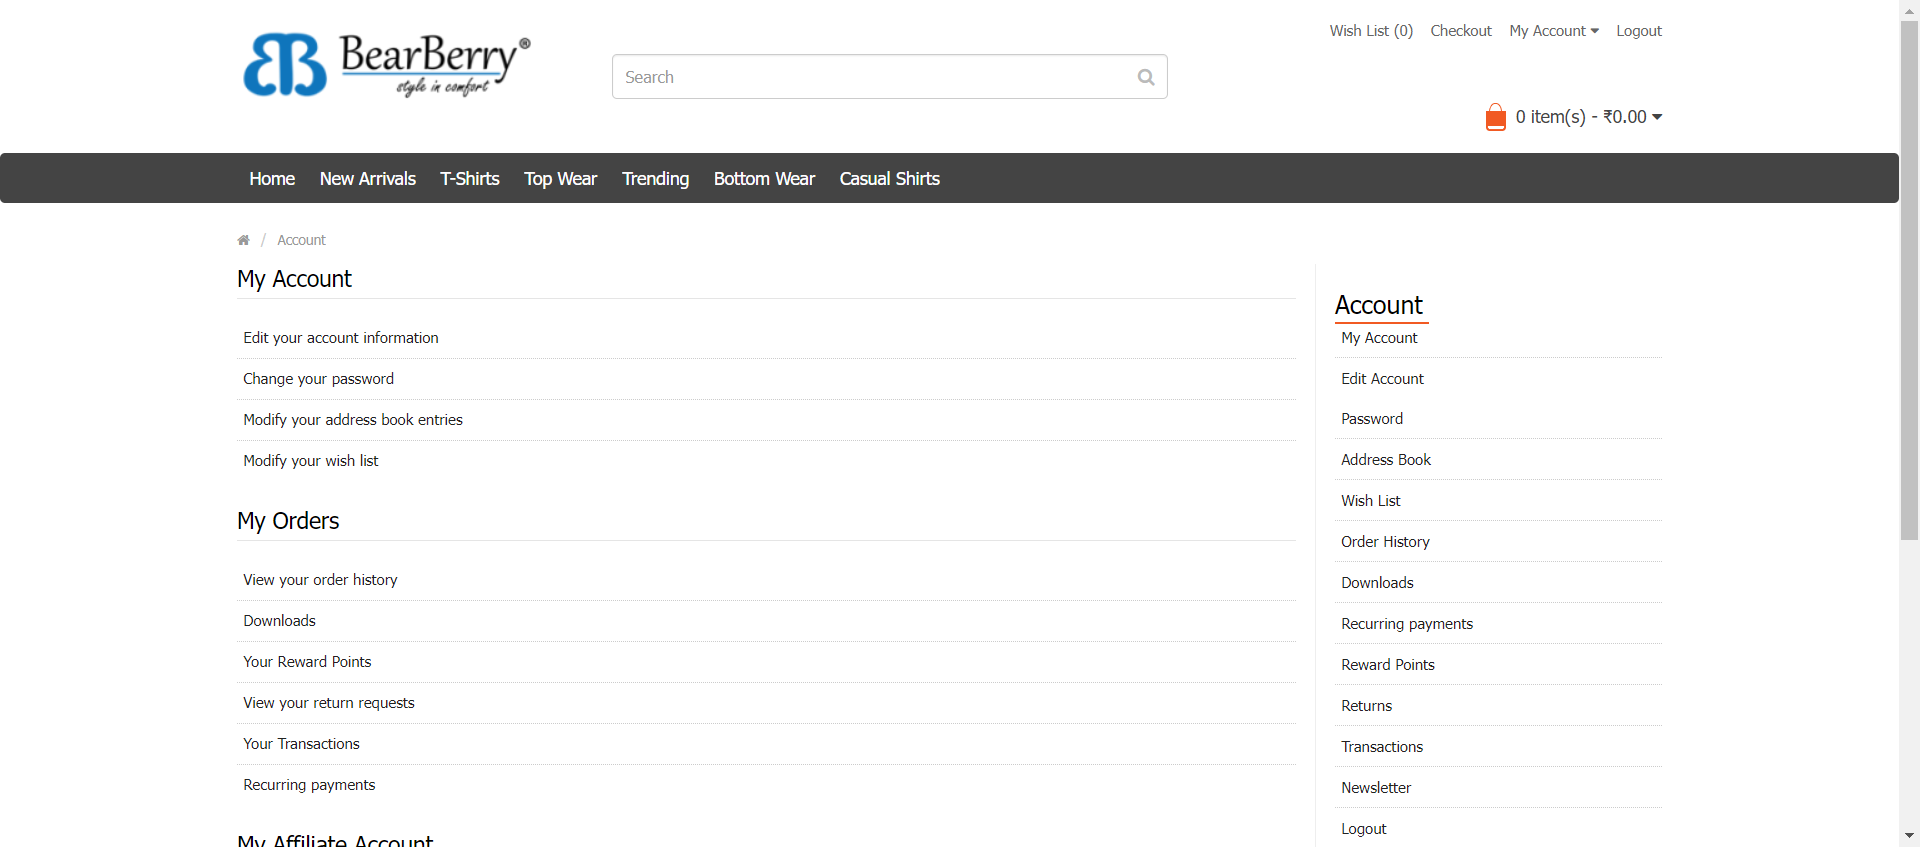 Wish List (0) Checkout My Account Logout
BearBerry®
style in comfort
Search
0 item(s) - ₹0.00
Home New Arrivals T-Shirts Top Wear Trending Bottom Wear Casual Shirts
/ Account
My Account
Edit your account information
Change your password
Modify your address book entries
Modify your wish list
My Orders
View your order history
Downloads
Your Reward Points
View your return requests
Your Transactions
Recurring payments
My Affiliate Account
Account
My Account
Edit Account
Password
Address Book
Wish List
Order History
Downloads
Recurring payments
Reward Points
Returns
Transactions
Newsletter
Logout